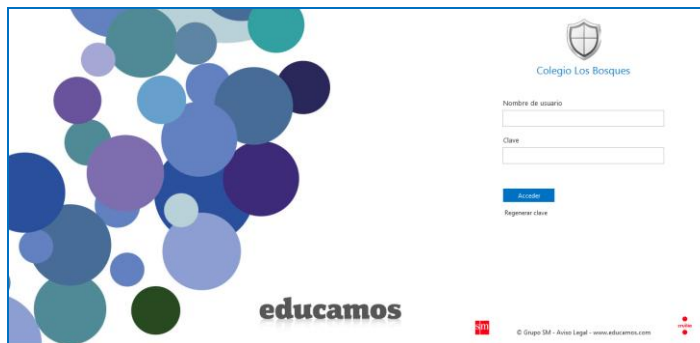 Colegio Los Bosques
Nombre de usuario
Clave
Acceder
Regenerar clave
educamos
sm
© Grupo SM - Aviso Legal - www.educamos.com